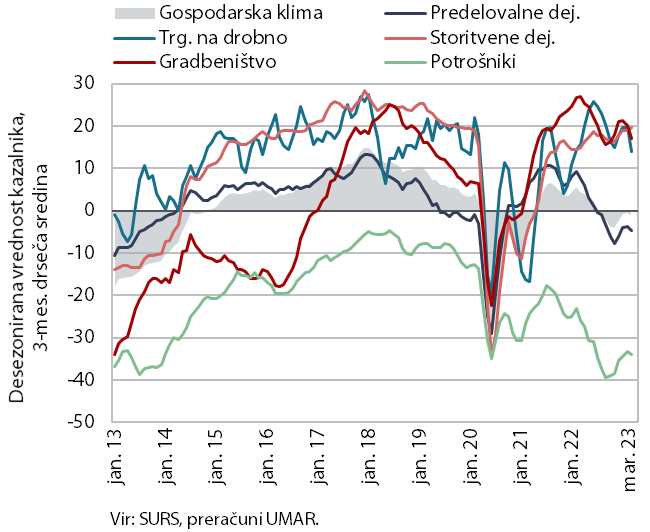 Gospodarska klima
Predelovalne dej.
Trg. na drobno
Storitvene dej.
Gradbeništvo
Potrošniki
Desezonirana vrednost kazalnika,
3-mes. drseča sredina
30
20
10
0
-10
-20
-30
-40
-50
jan. 13
jan. 14
jan. 15
jan. 16
jan. 17
jan. 18
jan. 19
jan. 20
jan. 21
jan. 22
mar. 23
Vir: SURS, preračuni UMAR.